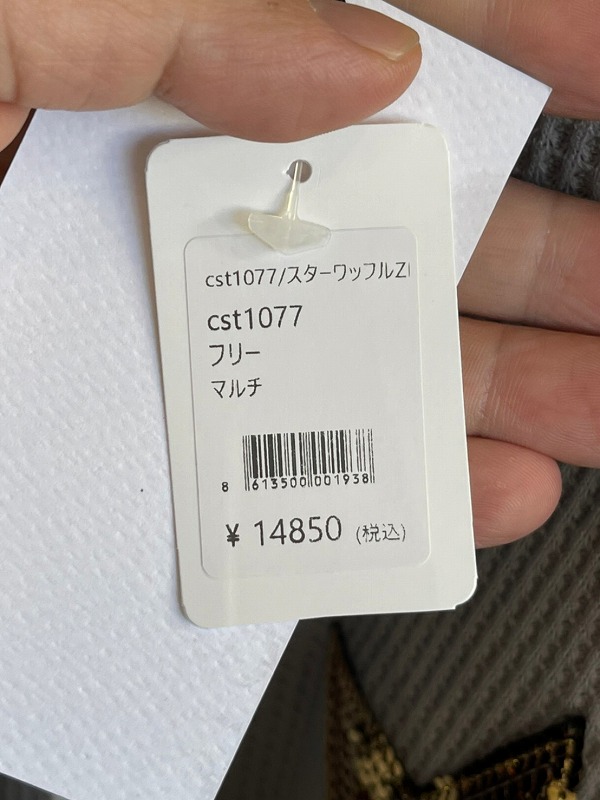 cst1077/スターワッフルZ
cst1077
フリー
マルチ
8 613500 001938
¥ 14850 (税込)